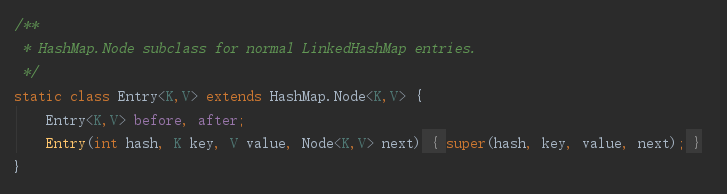 /**
 * HashMap.Node subclass for normal LinkedHashMap entries.
 */
static class Entry<K,V> extends HashMap.Node<K,V> {
    Entry<K,V> before, after;
    Entry(int hash, K key, V value, Node<K,V> next) { super(hash, key, value, next); }
}